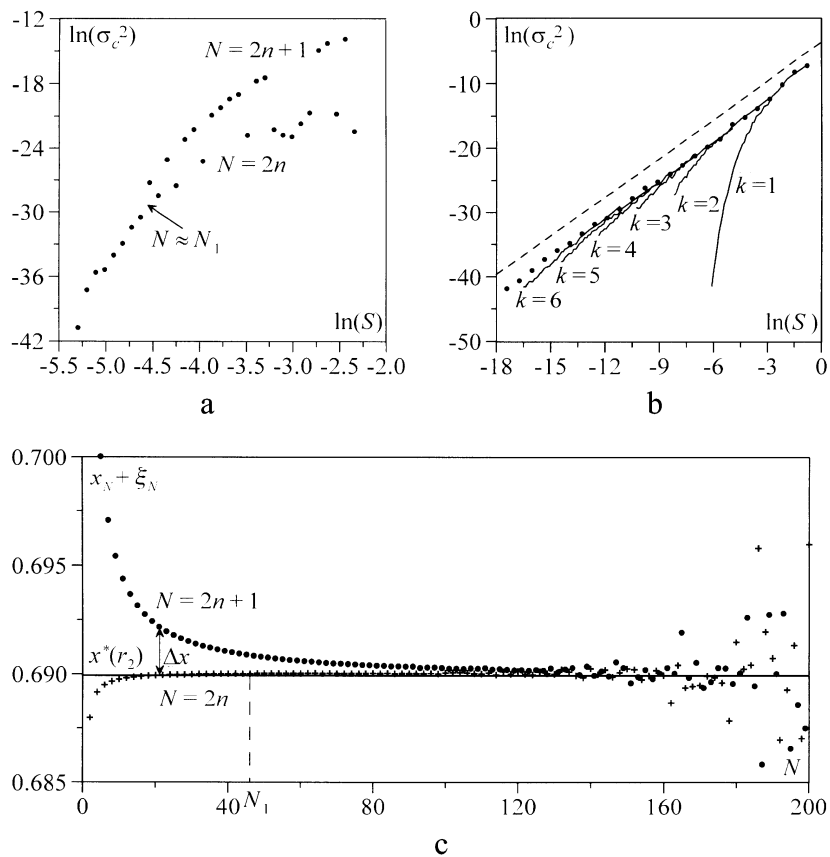 -12
-18
-24
-30
-36
-42
ln(σc²)
N = 2n + 1
N = 2n
N ≈ N₁
ln(S)
-5.5 -5.0 -4.5 -4.0 -3.5 -3.0 -2.5 -2.0
a
0
-10
-20
-30
-40
-50
ln(σc²)
k = 1
k = 2
k = 3
k = 4
k = 5
k = 6
ln(S)
-18 -15 -12 -9 -6 -3 0
b
0.700
0.695
0.690
0.685
x_N + ξ_N
N = 2n + 1
x*(r₂)
Δx
N = 2n
N
0 40 N₁ 80 120 160 200
c